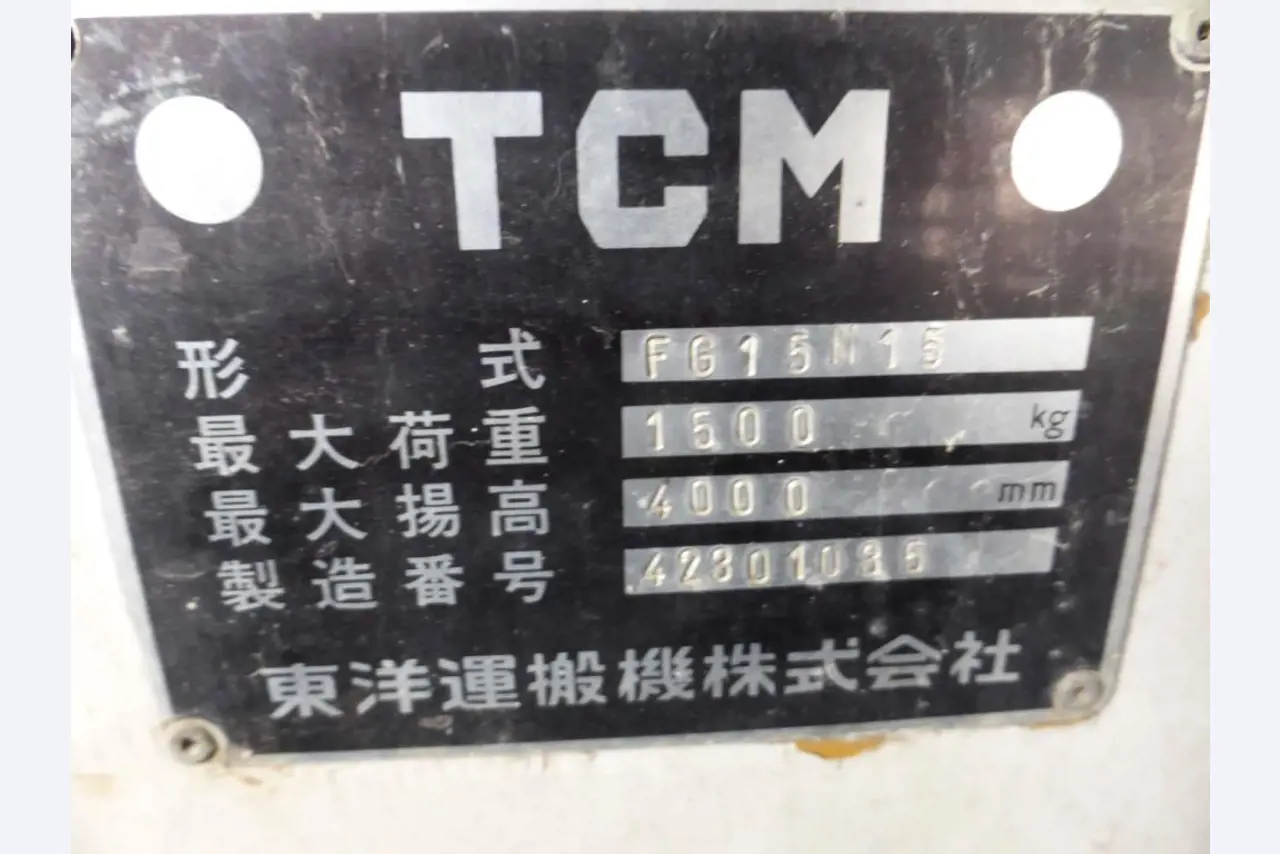 TCM
形式 FG15N15
最大荷重 1500 kg
最大揚高 4000 mm
製造番号 42301035
東洋運搬機株式会社